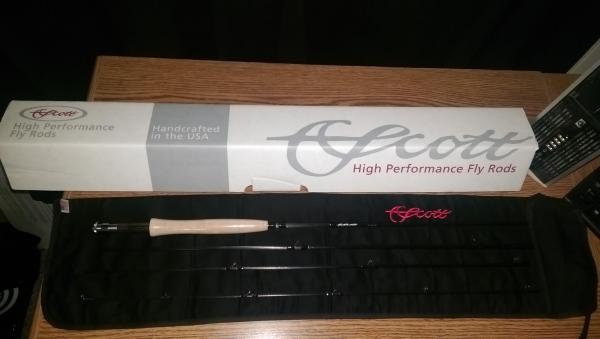 Scott
High Performance
Fly Rods
Handcrafted
in the USA
Scott
High Performance Fly Rods
Scott